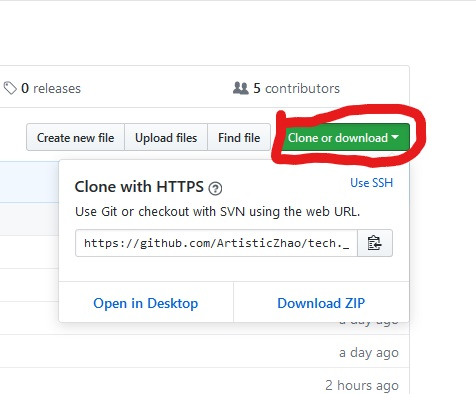 0 releases
5 contributors
Create new file
Upload files
Find file
Clone or download
Clone with HTTPS
Use SSH
Use Git or checkout with SVN using the web URL.
https://github.com/ArtisticZhao/tech._
Open in Desktop
Download ZIP
a day ago
a day ago
2 hours ago